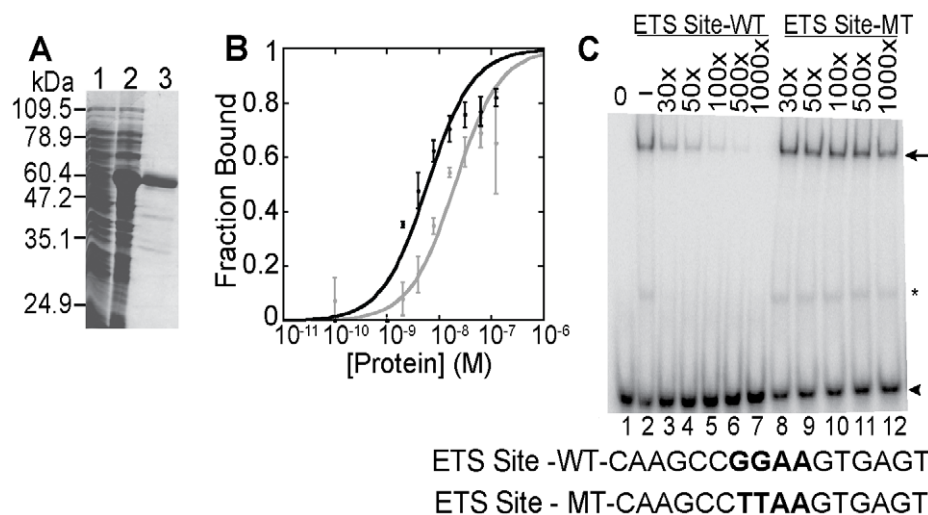 A
kDa 1 2 3
109.5
78.9
60.4
47.2
35.1
24.9
B
Fraction Bound
1
0.8
0.6
0.4
0.2
0
10-11 10-10 10-9 10-8 10-7 10-6
[Protein] (M)
C
ETS Site-WT ETS Site-MT
0 – 30x 50x 100x 500x 1000x 30x 50x 100x 500x 1000x
*
1 2 3 4 5 6 7 8 9 10 11 12
ETS Site -WT-CAAGCCGGAAGTGAGT
ETS Site - MT-CAAGCCTTAAGTGAGT